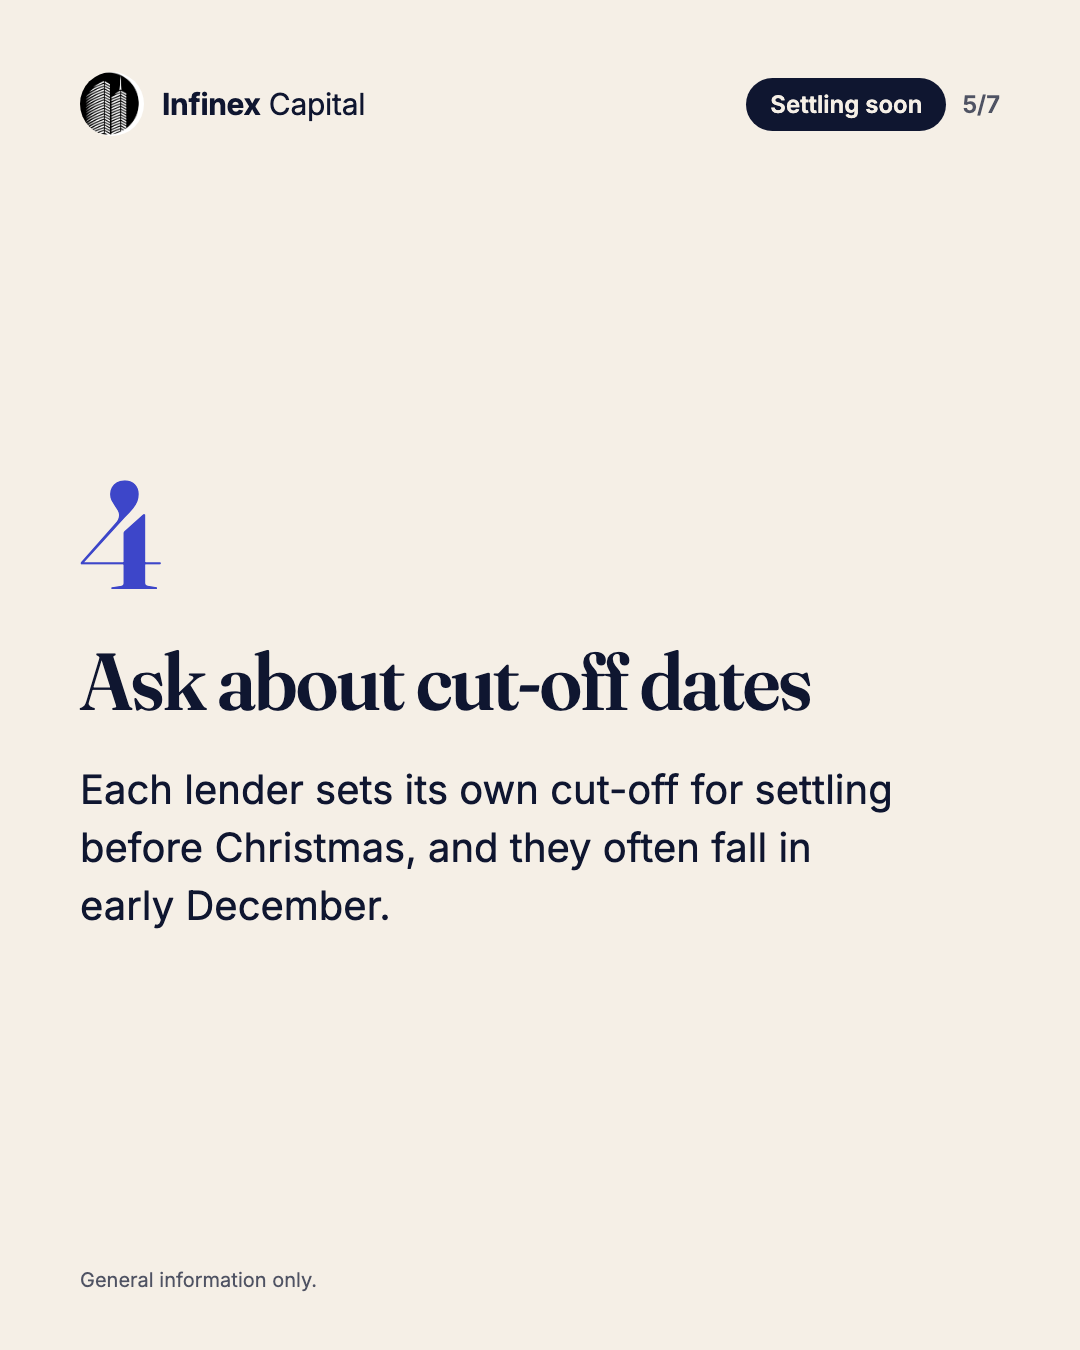 Infinex Capital
Settling soon
5/7
4
Ask about cut-off dates
Each lender sets its own cut-off for settling
before Christmas, and they often fall in
early December.
General information only.